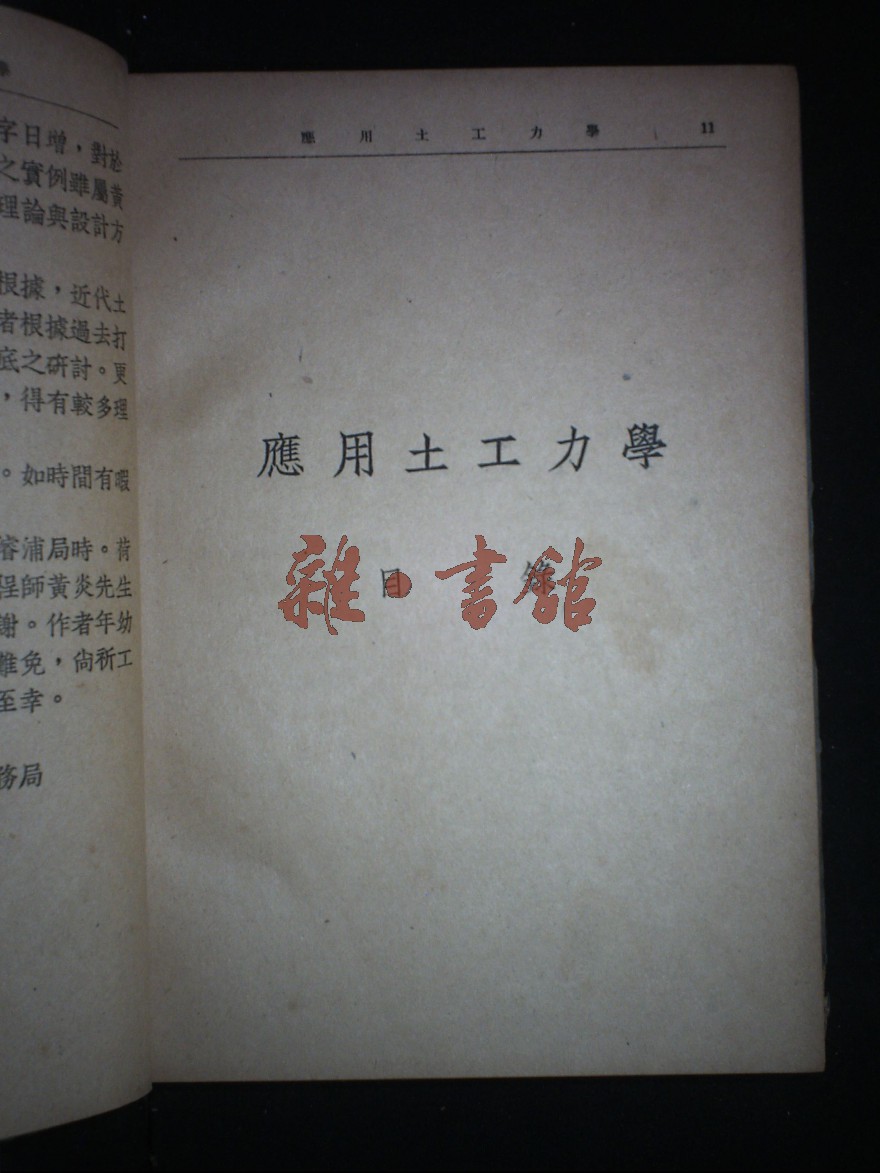 字日增，對於
之實例雖屬黄
理論與設計方
根據，近代土
者根據過去打
底之研討。更
，得有較多理
。如時間有暇
濬浦局時。荷
程師黄炎先生
謝。作者年幼
難免，尙祈工
至幸。
務局
應用土工力學 11
應用土工力學
目錄
雜·書館